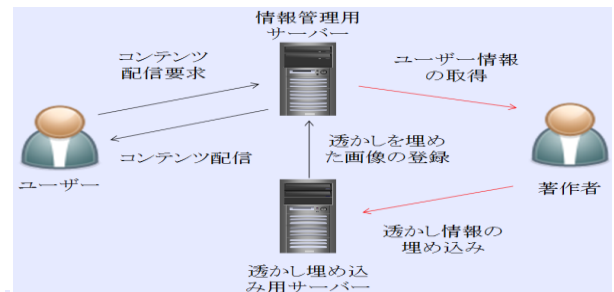 情報管理用
サーバー
コンテンツ
配信要求
ユーザー情報
の取得
コンテンツ配信
透かしを埋め
た画像の登録
ユーザー
著作者
透かし情報の
埋め込み
透かし埋め込
み用サーバー